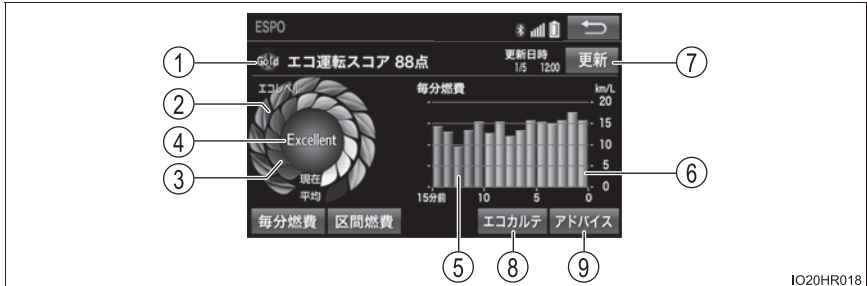 ESPO
① Gold エコ運転スコア 88点 更新日時 1/5 12:00 更新 ⑦
エコレベル 毎分燃費 km/L
② 20
④ Excellent 15
③ 10 ⑥
現在 5
平均 0
15分前 10 5 0
毎分燃費 区間燃費 エコカルテ アドバイス
⑤ ⑧ ⑨
IO20HR018